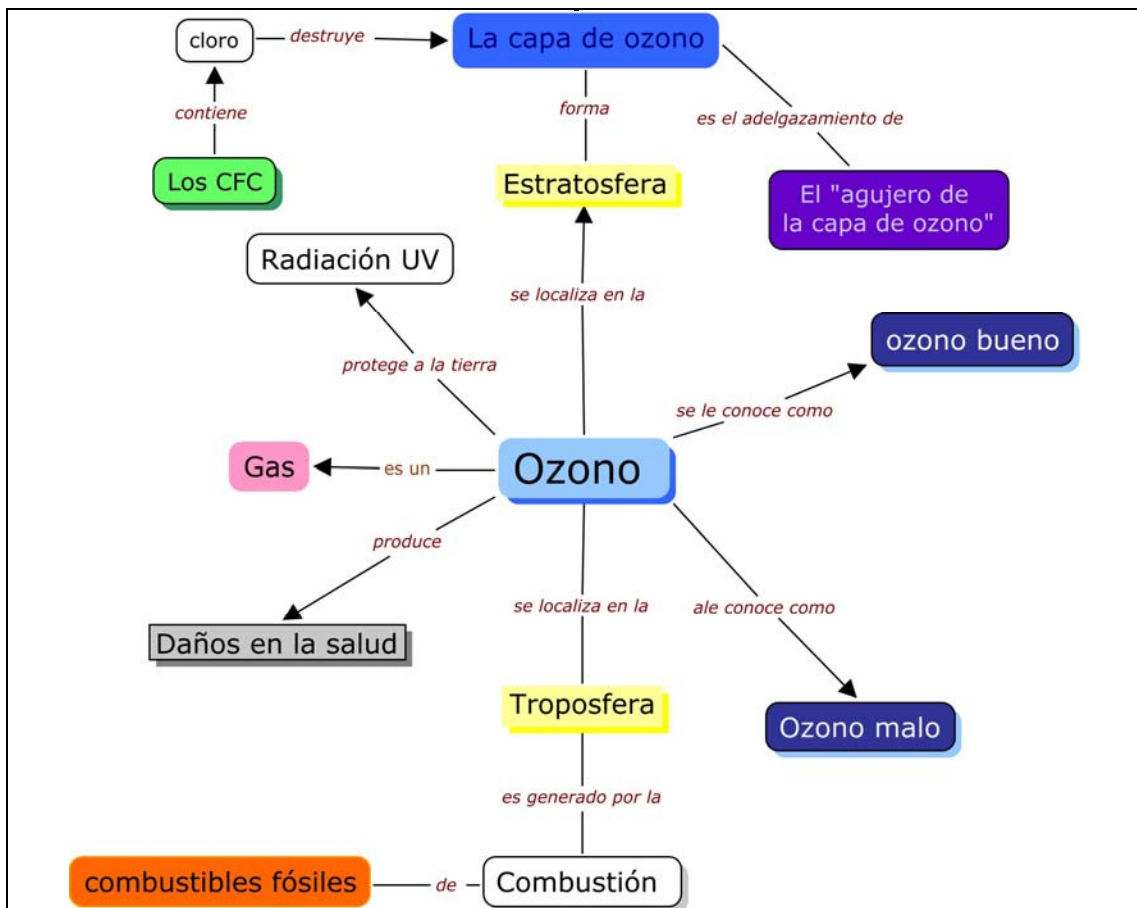 cloro
destruye
La capa de ozono
contiene
forma
es el adelgazamiento de
Los CFC
Estratosfera
El "agujero de
la capa de ozono"
Radiación UV
se localiza en la
ozono bueno
protege a la tierra
se le conoce como
Gas
es un
Ozono
produce
se localiza en la
ale conoce como
Daños en la salud
Troposfera
Ozono malo
es generado por la
combustibles fósiles
de
Combustión